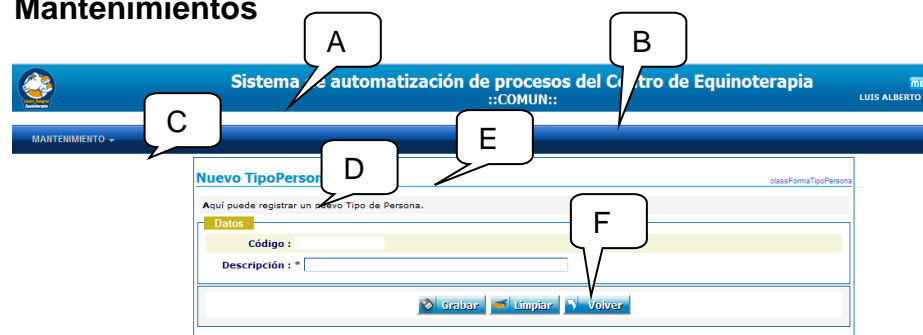 Mantenimientos
A
B
Sistema de automatización de procesos del Centro de Equinoterapia
::COMUN::
LUIS ALBERTO
C
MANTENIMIENTO
E
D
Nuevo TipoPerson
classFormaTipoPersona
Aquí puede registrar un nuevo Tipo de Persona.
F
Datos
Código :
Descripción : *
Grabar Limpiar Volver